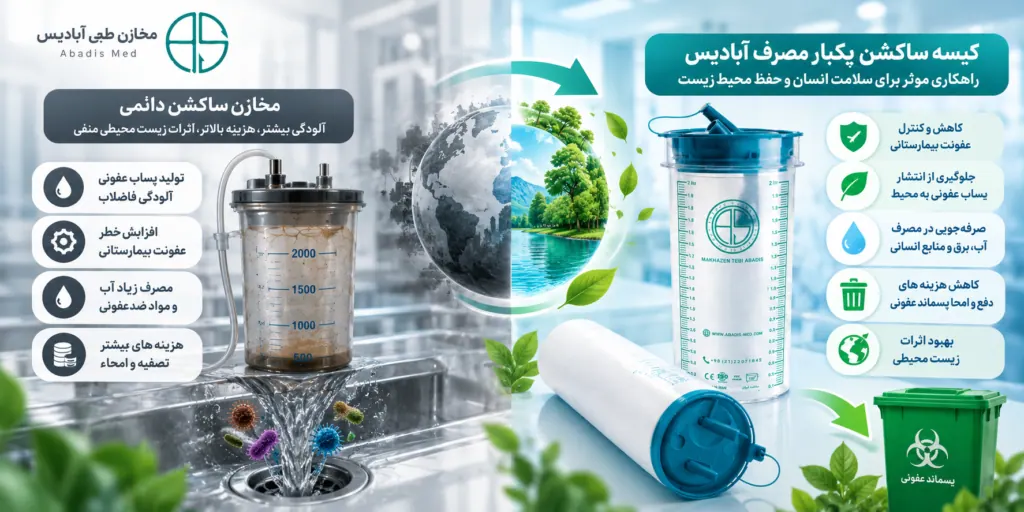 مخازن طبی آبادیس
Abadis Med
مخازن ساکشن دائمی
آلودگی بیشتر، هزینه بالاتر، اثرات زیست محیطی منفی
تولید پساب عفونی
آلودگی فاضلاب
افزایش خطر
عفونت بیمارستانی
مصرف زیاد آب
و مواد ضدعفونی
هزینه های بیشتر
تصفیه و امحاء
2000
1500
1000
500
کیسه ساکشن یکبار مصرف آبادیس
راهکاری موثر برای سلامت انسان و حفظ محیط زیست
MAKHAZEN TEBI ABADIS
WWW.ABADIS-MED.COM
کاهش و کنترل
عفونت بیمارستانی
جلوگیری از انتشار
پساب عفونی به محیط
صرفه‌جویی در مصرف
آب، برق و منابع انسانی
کاهش هزینه های
دفع و امحا پسماند عفونی
بهبود اثرات
زیست محیطی
پسماند عفونی